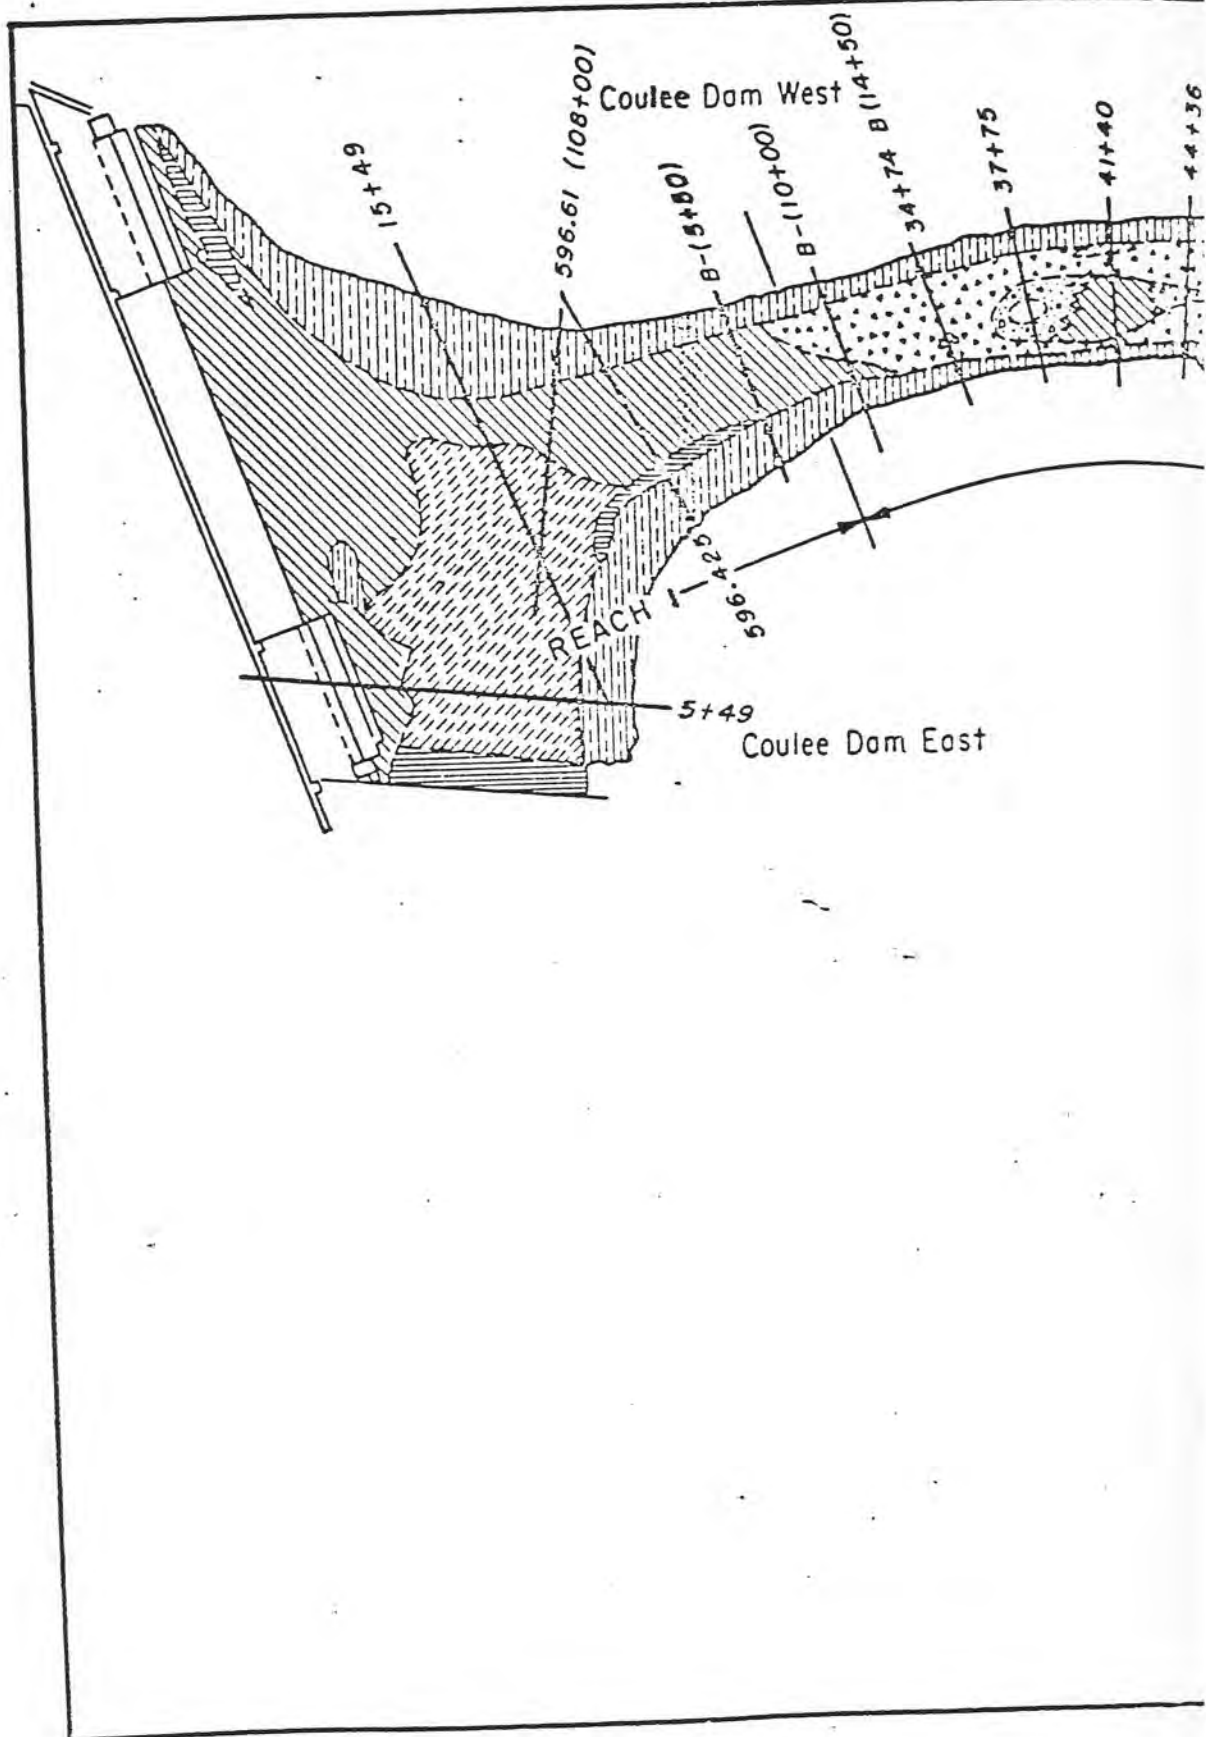 Coulee Dam West
15+49
596.61 (108+00)
B-(5+80)
B-(10+00)
34+74 B(14+50)
37+75
41+40
44+36
REACH I
596.425
5+49
Coulee Dam East